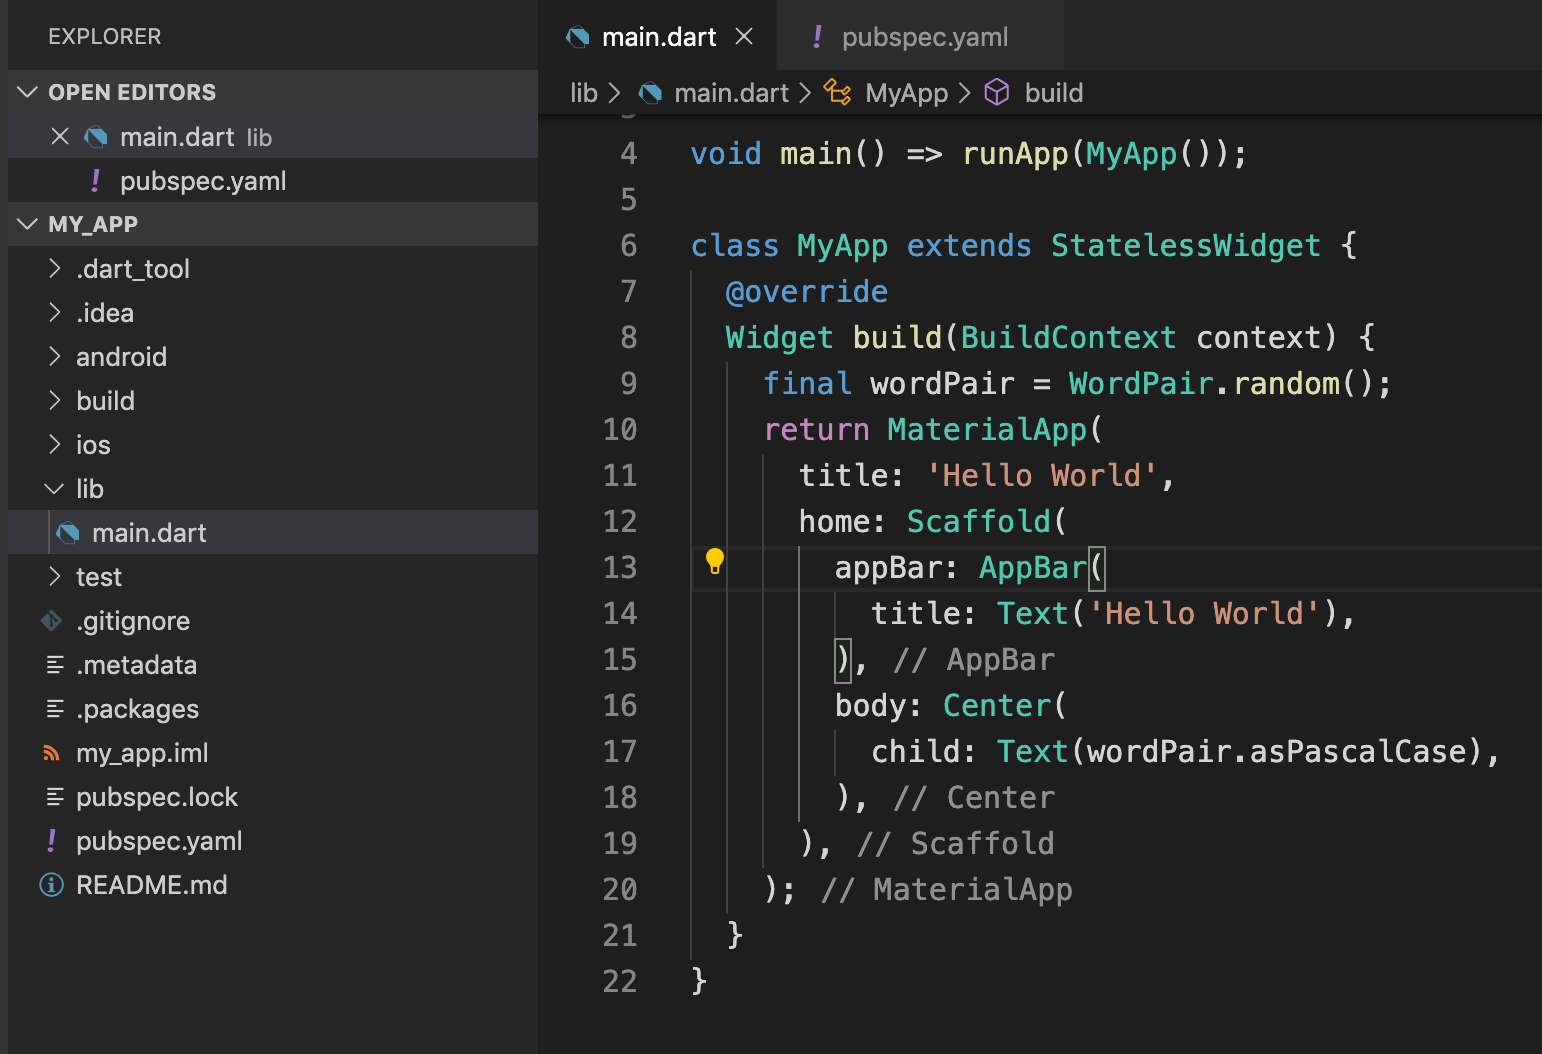 EXPLORER
OPEN EDITORS
main.dart lib
! pubspec.yaml
MY_APP
.dart_tool
.idea
android
build
ios
lib
main.dart
test
.gitignore
.metadata
.packages
my_app.iml
pubspec.lock
! pubspec.yaml
README.md
main.dart
! pubspec.yaml
lib > main.dart > MyApp > build
4 void main() => runApp(MyApp());
5
6 class MyApp extends StatelessWidget {
7 @override
8 Widget build(BuildContext context) {
9 final wordPair = WordPair.random();
10 return MaterialApp(
11 title: 'Hello World',
12 home: Scaffold(
13 appBar: AppBar(
14 title: Text('Hello World'),
15 ), // AppBar
16 body: Center(
17 child: Text(wordPair.asPascalCase),
18 ), // Center
19 ), // Scaffold
20 ); // MaterialApp
21 }
22 }